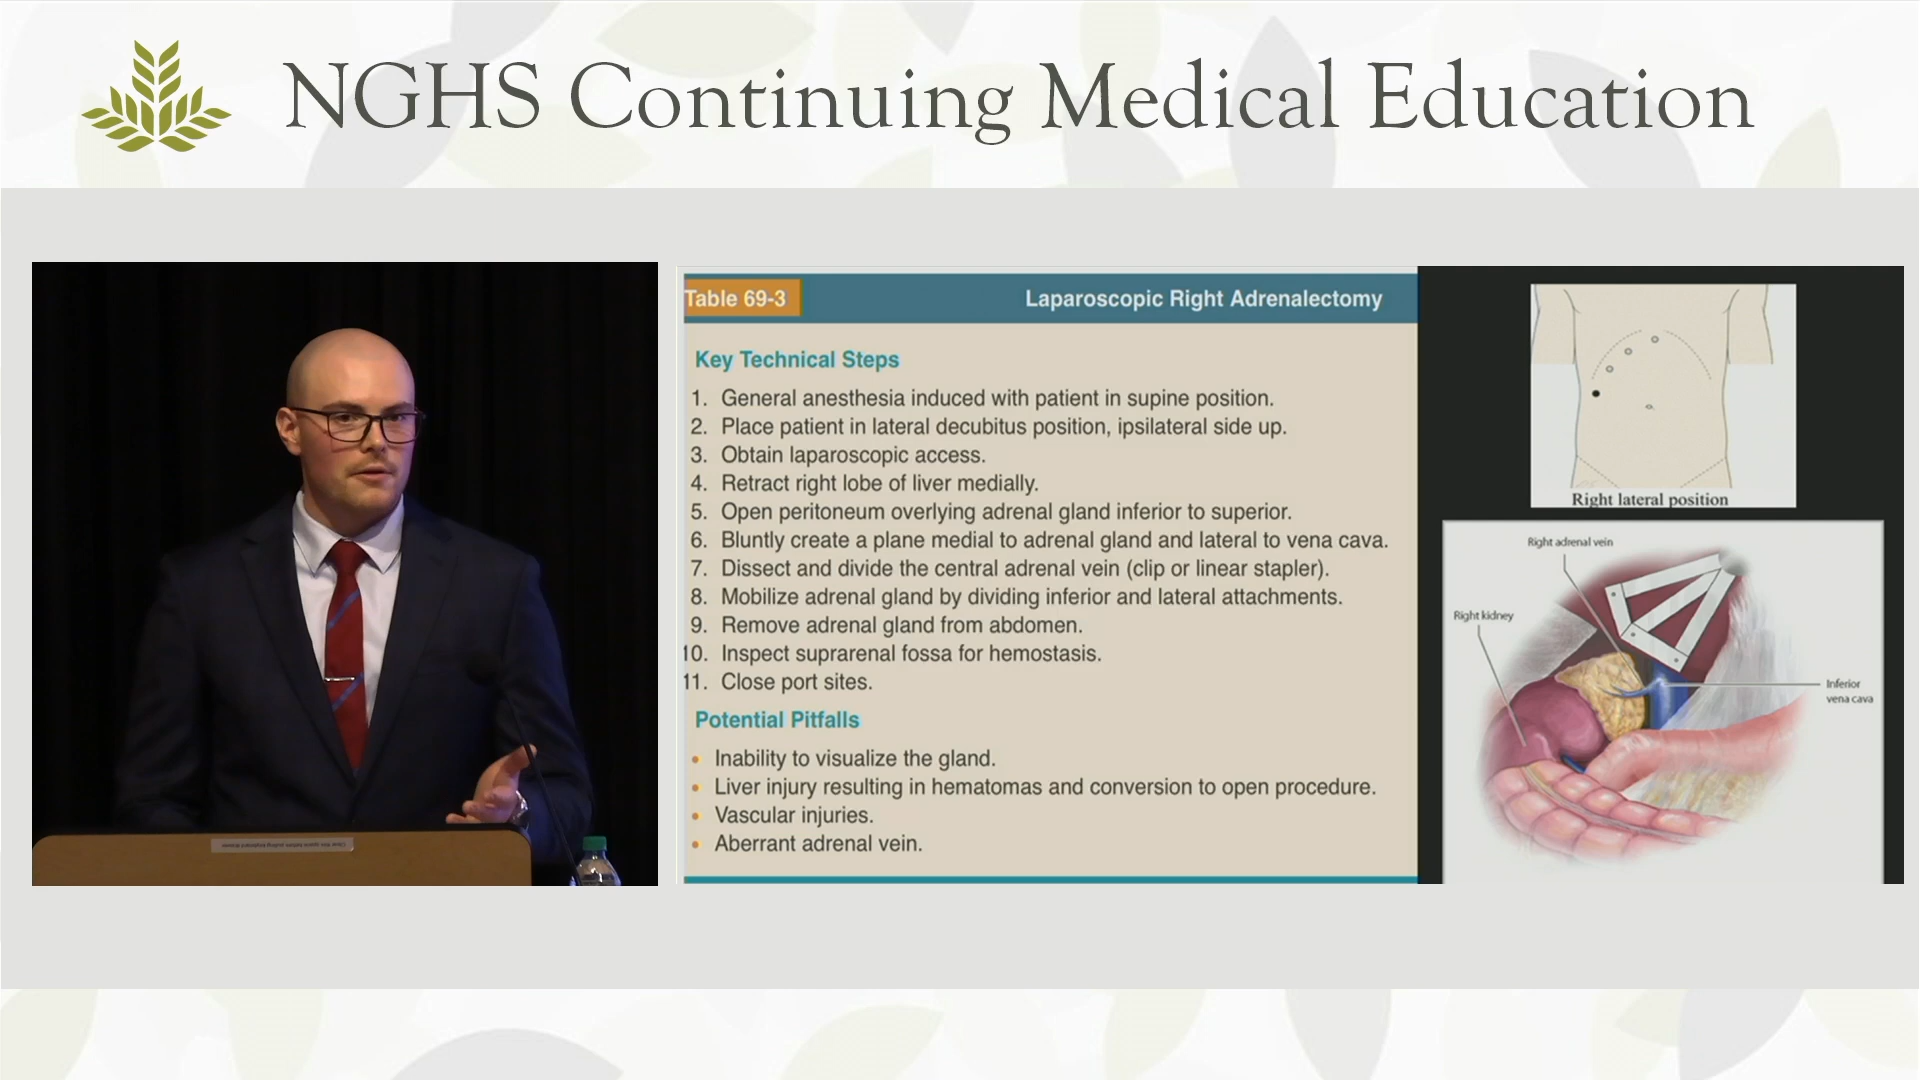 NGHS Continuing Medical Education
Table 69-3
Laparoscopic Right Adrenalectomy
Key Technical Steps
1. General anesthesia induced with patient in supine position.
2. Place patient in lateral decubitus position, ipsilateral side up.
3. Obtain laparoscopic access.
4. Retract right lobe of liver medially.
5. Open peritoneum overlying adrenal gland inferior to superior.
6. Bluntly create a plane medial to adrenal gland and lateral to vena cava.
7. Dissect and divide the central adrenal vein (clip or linear stapler).
8. Mobilize adrenal gland by dividing inferior and lateral attachments.
9. Remove adrenal gland from abdomen.
10. Inspect suprarenal fossa for hemostasis.
11. Close port sites.
Potential Pitfalls
• Inability to visualize the gland.
• Liver injury resulting in hematomas and conversion to open procedure.
• Vascular injuries.
• Aberrant adrenal vein.
Right lateral position
Right adrenal vein
Right kidney
Inferior
vena cava